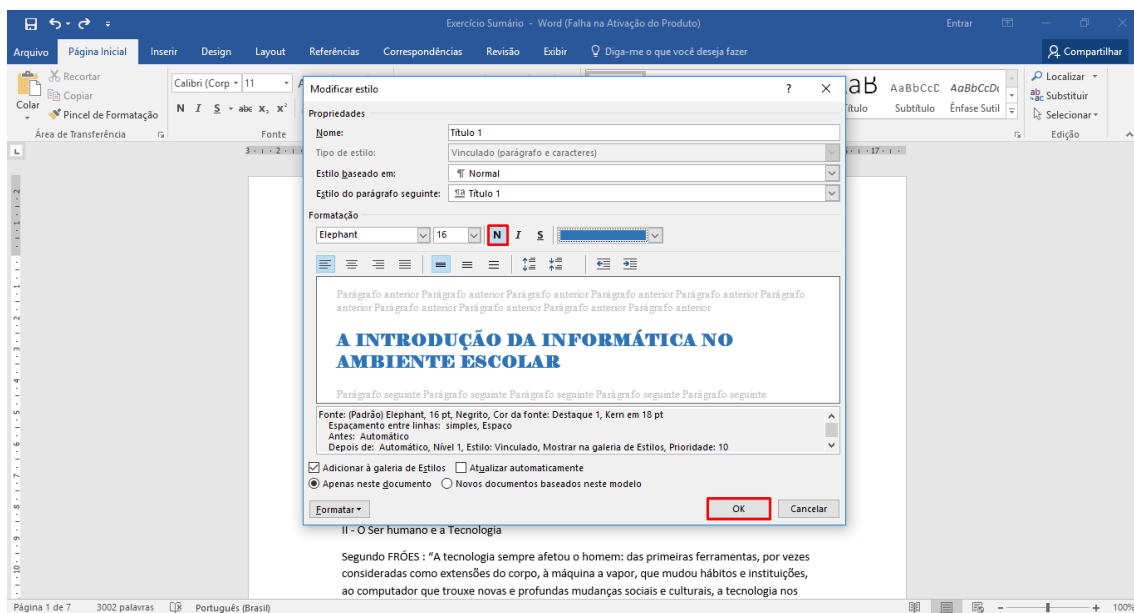 Exercício Sumário - Word (Falha na Ativação do Produto)
Entrar
Arquivo Página Inicial Inserir Design Layout Referências Correspondências Revisão Exibir Diga-me o que você deseja fazer
Compartilhar
Colar
Recortar
Copiar
Pincel de Formatação
Área de Transferência
Calibri (Corp 11
N I S abc X₂ X²
Fonte
AaBbCcD AaBbCcDc
Subtítulo Ênfase Sutil
Localizar
Substituir
Selecionar
Edição
Modificar estilo ? ×
Propriedades
Nome: Título 1
Tipo de estilo: Vinculado (parágrafo e caracteres)
Estilo baseado em: ¶ Normal
Estilo do parágrafo seguinte: ¶a Título 1
Formatação
Elephant 16 N I S
Parágrafo anterior Parágrafo anterior Parágrafo anterior Parágrafo anterior Parágrafo anterior Parágrafo
anterior Parágrafo anterior Parágrafo anterior Parágrafo anterior Parágrafo anterior
A INTRODUÇÃO DA INFORMÁTICA NO
AMBIENTE ESCOLAR
Parágrafo seguinte Parágrafo seguinte Parágrafo seguinte Parágrafo seguinte Parágrafo seguinte
Fonte: (Padrão) Elephant, 16 pt, Negrito, Cor da fonte: Destaque 1, Kern em 18 pt
Espaçamento entre linhas: simples, Espaço
Antes: Automático
Depois de: Automático, Nível 1, Estilo: Vinculado, Mostrar na galeria de Estilos, Prioridade: 10
Adicionar à galeria de Estilos Atualizar automaticamente
Apenas neste documento Novos documentos baseados neste modelo
Formatar OK Cancelar
II - O Ser humano e a Tecnologia
Segundo FRÓES : “A tecnologia sempre afetou o homem: das primeiras ferramentas, por vezes
consideradas como extensões do corpo, à máquina a vapor, que mudou hábitos e instituições,
ao computador que trouxe novas e profundas mudanças sociais e culturais, a tecnologia nos
Página 1 de 7 3002 palavras Português (Brasil) 100%